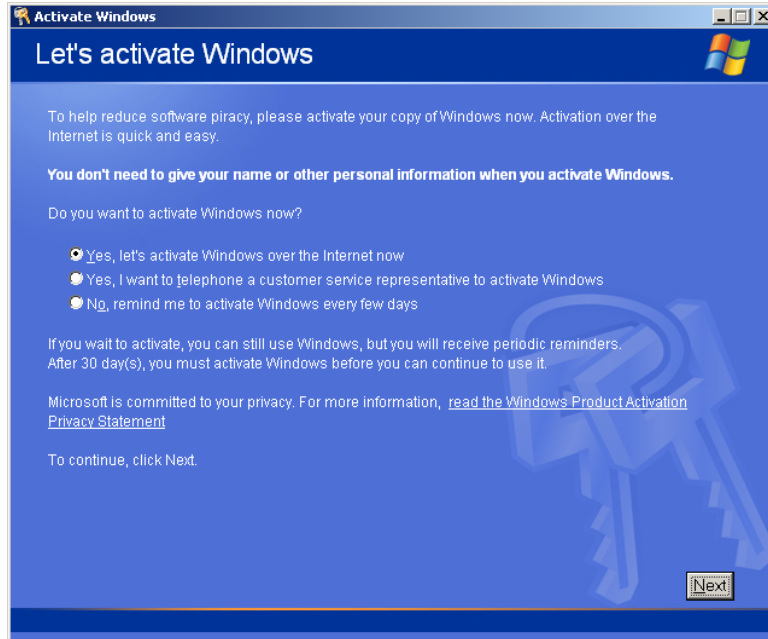 Activate Windows
Let's activate Windows
To help reduce software piracy, please activate your copy of Windows now. Activation over the
Internet is quick and easy.
You don't need to give your name or other personal information when you activate Windows.
Do you want to activate Windows now?
Yes, let's activate Windows over the Internet now
Yes, I want to telephone a customer service representative to activate Windows
No, remind me to activate Windows every few days
If you wait to activate, you can still use Windows, but you will receive periodic reminders.
After 30 day(s), you must activate Windows before you can continue to use it.
Microsoft is committed to your privacy. For more information, read the Windows Product Activation
Privacy Statement
To continue, click Next.
Next